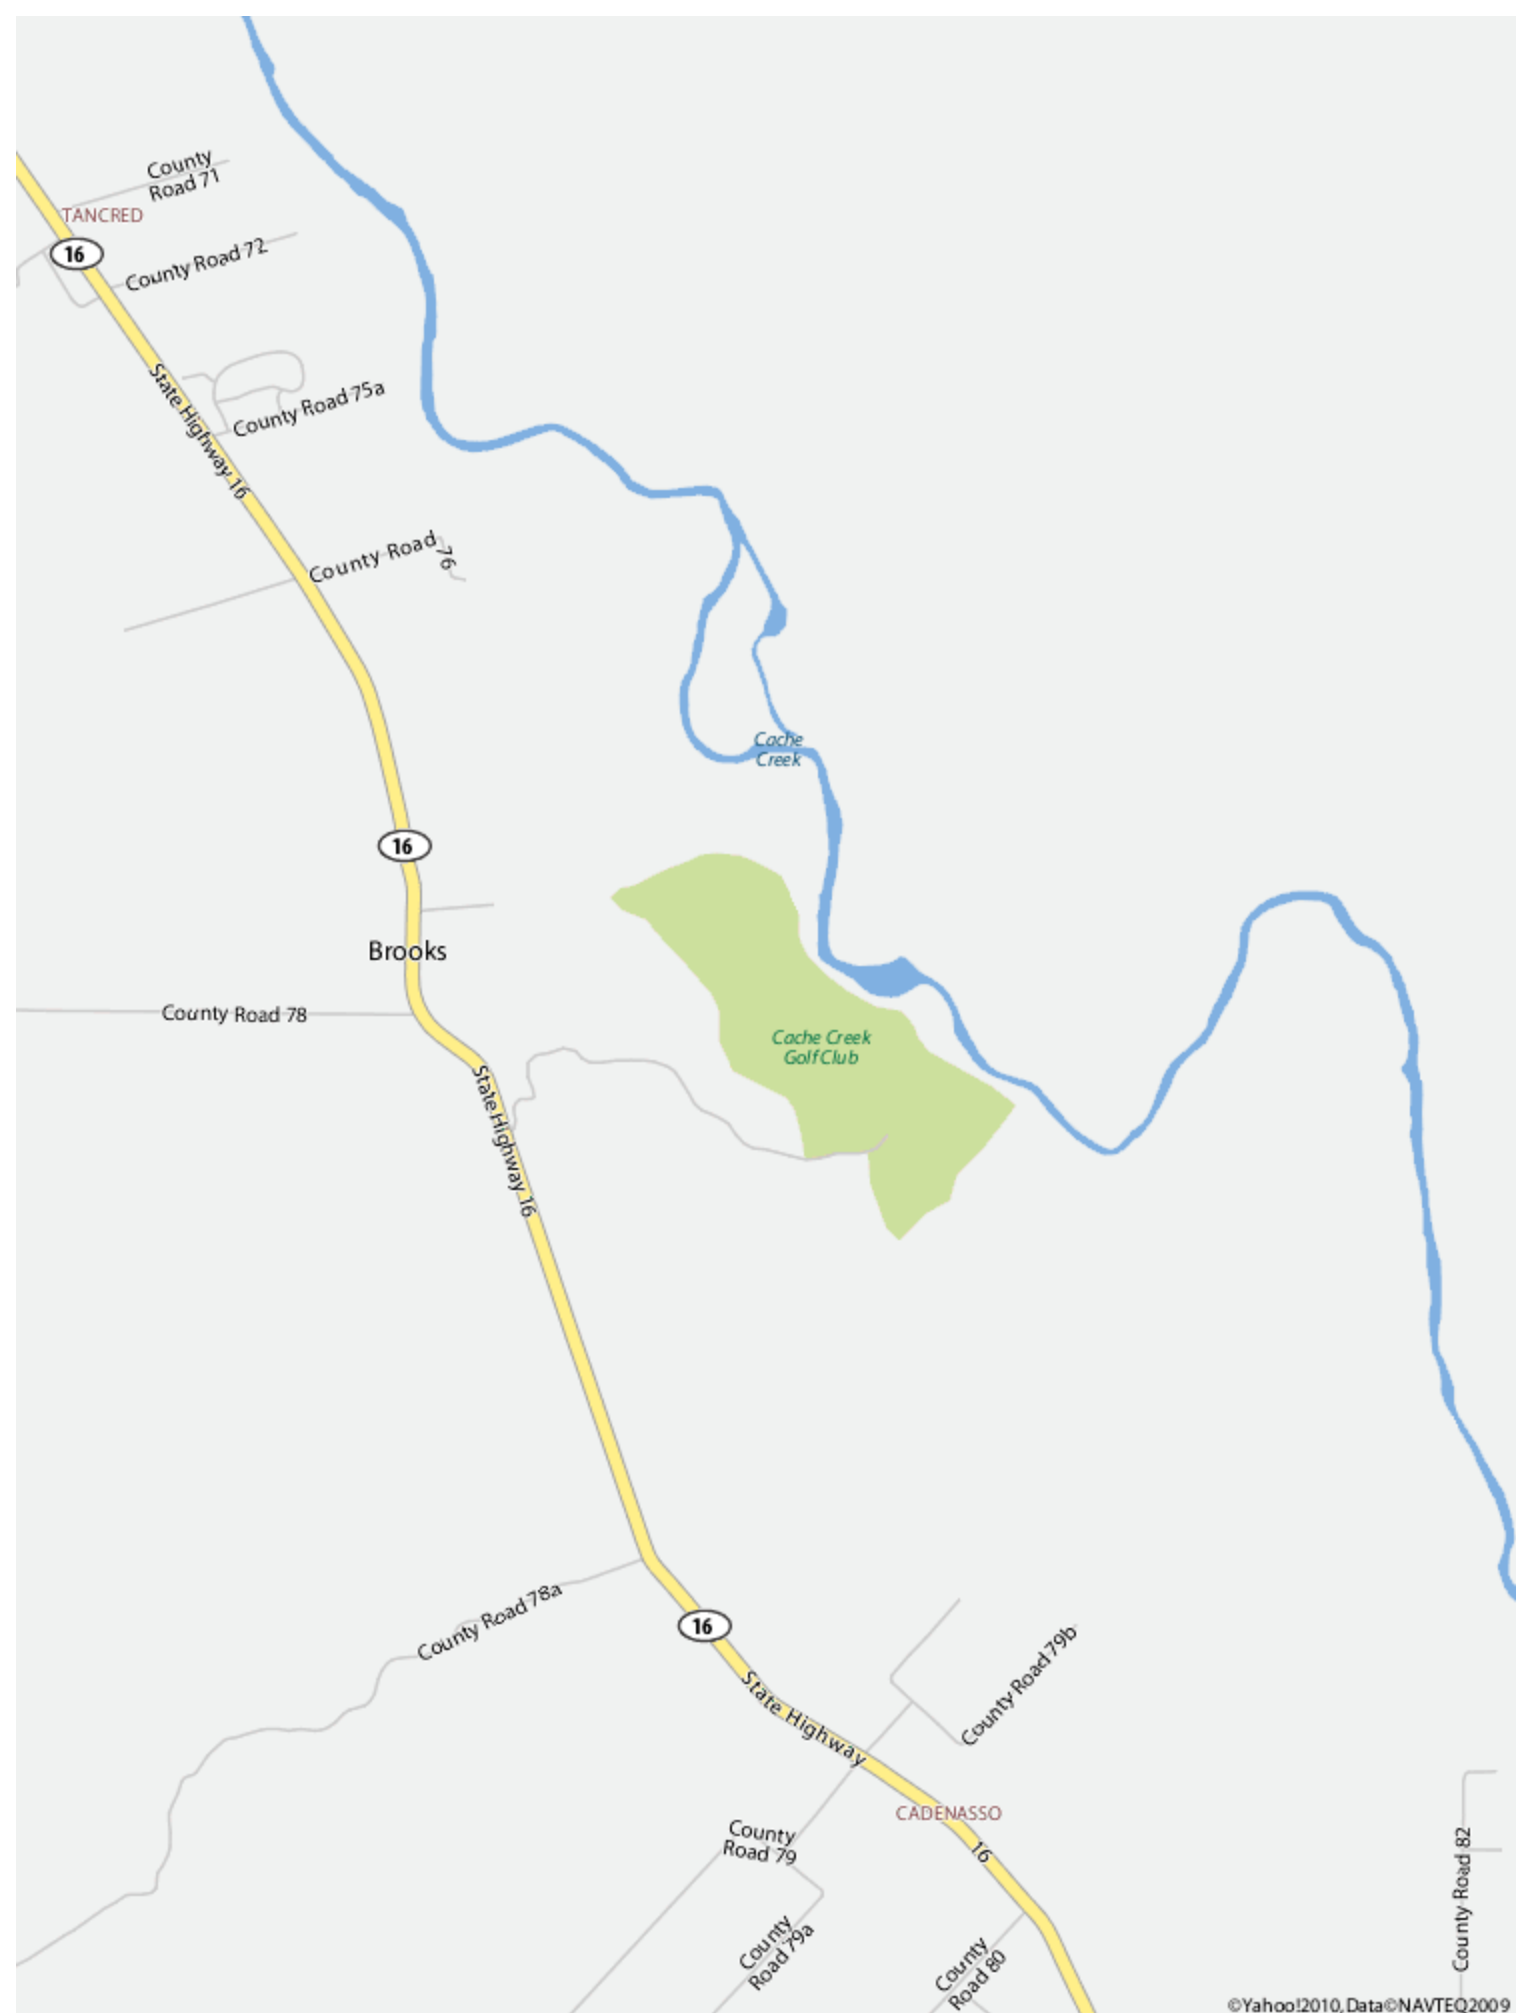 County
Road 71
TANCRED
16
County Road 72
State Highway 16
County Road 75a
County Road 76
Cache
Creek
16
Brooks
County Road 78
Cache Creek
Golf Club
State Highway 16
County Road 78a
16
State Highway 16
County Road 79b
CADENASSO
County
Road 79
County Road 82
County
Road 79a
County
Road 80
©Yahoo!2010,Data©NAVTEQ2009